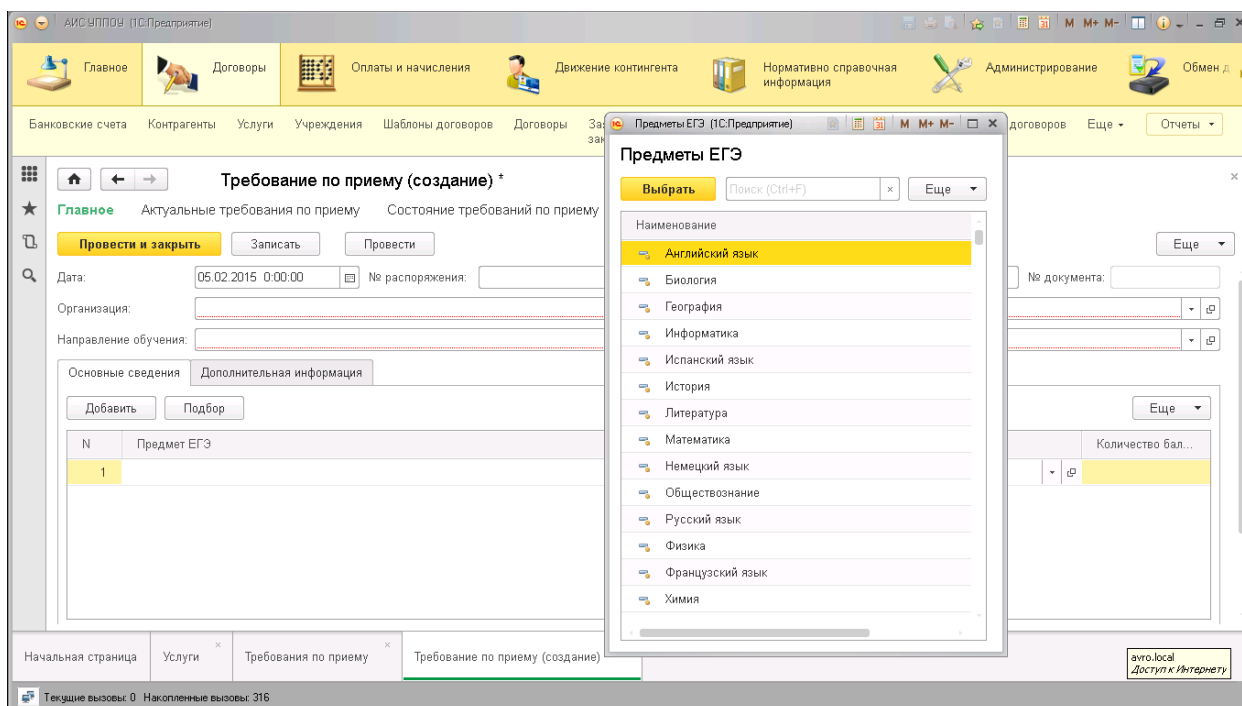 АИС УППОУ (1С:Предприятие)
M M+ M-
Главное
Договоры
Оплаты и начисления
Движение контингента
Нормативно справочная
информация
Администрирование
Обмен д
Банковские счета Контрагенты Услуги Учреждения Шаблоны договоров Договоры
договоров Еще Отчеты
Предметы ЕГЭ (1С:Предприятие) 31 M M+ M-
Предметы ЕГЭ
Выбрать Поиск (Ctrl+F) × Еще
Наименование
Английский язык
Биология
География
Информатика
Испанский язык
История
Литература
Математика
Немецкий язык
Обществознание
Русский язык
Физика
Французский язык
Химия
Требование по приему (создание) *
Главное Актуальные требования по приему Состояние требований по приему
Провести и закрыть Записать Провести Еще
Дата: 05.02.2015 0:00:00 № распоряжения: № документа:
Организация:
Направление обучения:
Основные сведения Дополнительная информация
Добавить Подбор Еще
N Предмет ЕГЭ Количество бал...
1
Начальная страница Услуги Требования по приему Требование по приему (создание)
avro.local
Доступ к Интернету
Текущие вызовы: 0 Накопленные вызовы: 316